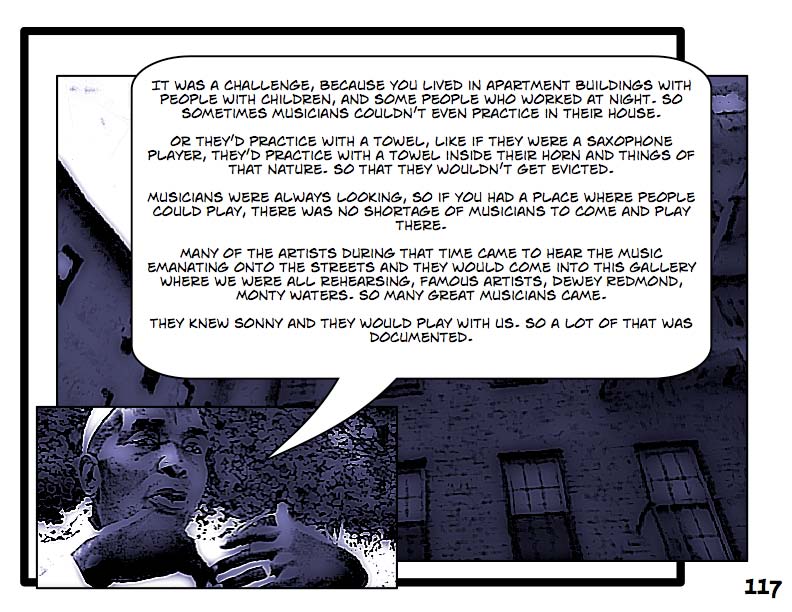 IT WAS A CHALLENGE, BECAUSE YOU LIVED IN APARTMENT BUILDINGS WITH
PEOPLE WITH CHILDREN, AND SOME PEOPLE WHO WORKED AT NIGHT. SO
SOMETIMES MUSICIANS COULDN'T EVEN PRACTICE IN THEIR HOUSE.
OR THEY'D PRACTICE WITH A TOWEL, LIKE IF THEY WERE A SAXOPHONE
PLAYER, THEY'D PRACTICE WITH A TOWEL INSIDE THEIR HORN AND THINGS OF
THAT NATURE. SO THAT THEY WOULDN'T GET EVICTED.
MUSICIANS WERE ALWAYS LOOKING, SO IF YOU HAD A PLACE WHERE PEOPLE
COULD PLAY, THERE WAS NO SHORTAGE OF MUSICIANS TO COME AND PLAY
THERE.
MANY OF THE ARTISTS DURING THAT TIME CAME TO HEAR THE MUSIC
EMANATING ONTO THE STREETS AND THEY WOULD COME INTO THIS GALLERY
WHERE WE WERE ALL REHEARSING, FAMOUS ARTISTS, DEWEY REDMOND,
MONTY WATERS. SO MANY GREAT MUSICIANS CAME.
THEY KNEW SONNY AND THEY WOULD PLAY WITH US. SO A LOT OF THAT WAS
DOCUMENTED.
117